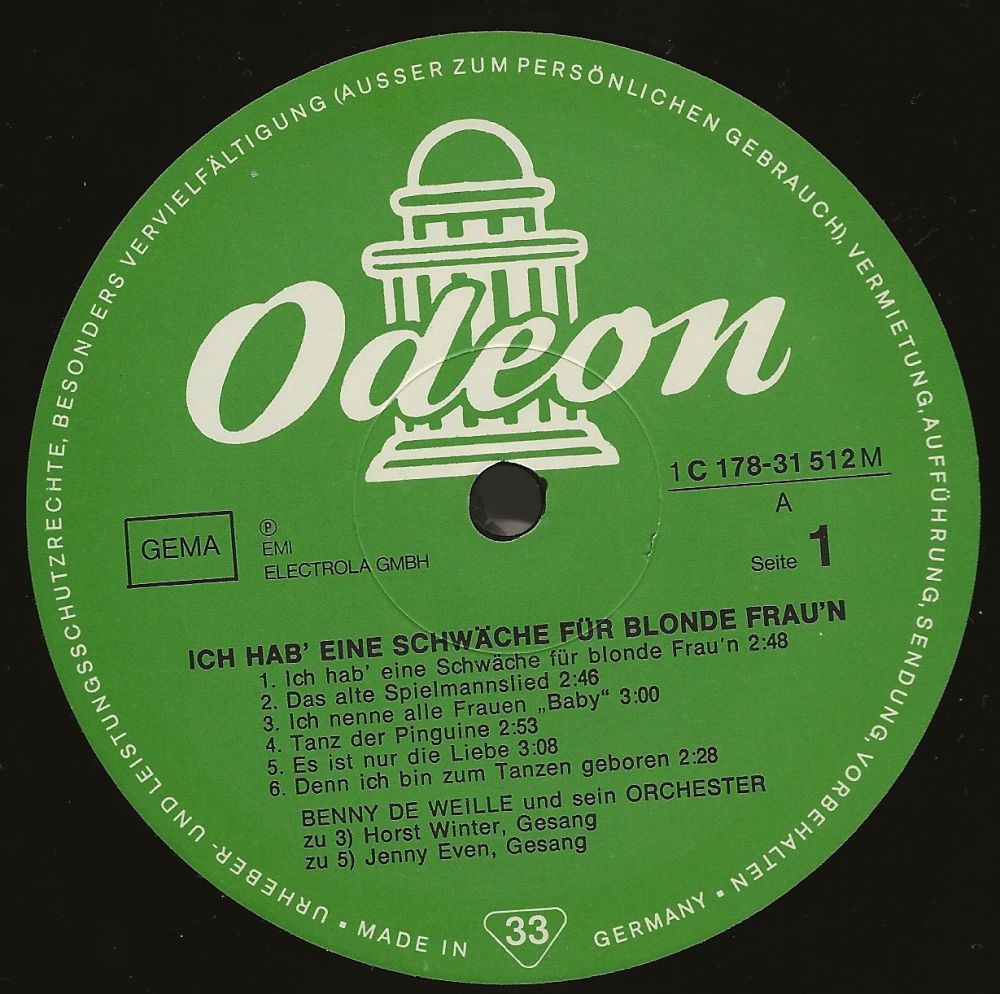 URHEBER- UND LEISTUNGSSCHUTZRECHTE, BESONDERS VERVIELFÄLTIGUNG (AUSSER ZUM PERSÖNLICHEN GEBRAUCH), VERMIETUNG, AUFFÜHRUNG, SENDUNG, VORBEHALTEN ▪
Odeon
1 C 178-31 512 M
A
Seite 1
GEMA
Ⓟ
EMI
ELECTROLA GMBH
ICH HAB' EINE SCHWÄCHE FÜR BLONDE FRAU'N
1. Ich hab' eine Schwäche für blonde Frau'n 2:48
2. Das alte Spielmannslied 2:46
3. Ich nenne alle Frauen „Baby“ 3:00
4. Tanz der Pinguine 2:53
5. Es ist nur die Liebe 3:08
6. Denn ich bin zum Tanzen geboren 2:28
BENNY DE WEILLE und sein ORCHESTER
zu 3) Horst Winter, Gesang
zu 5) Jenny Even, Gesang
▪ MADE IN 33 GERMANY ▪